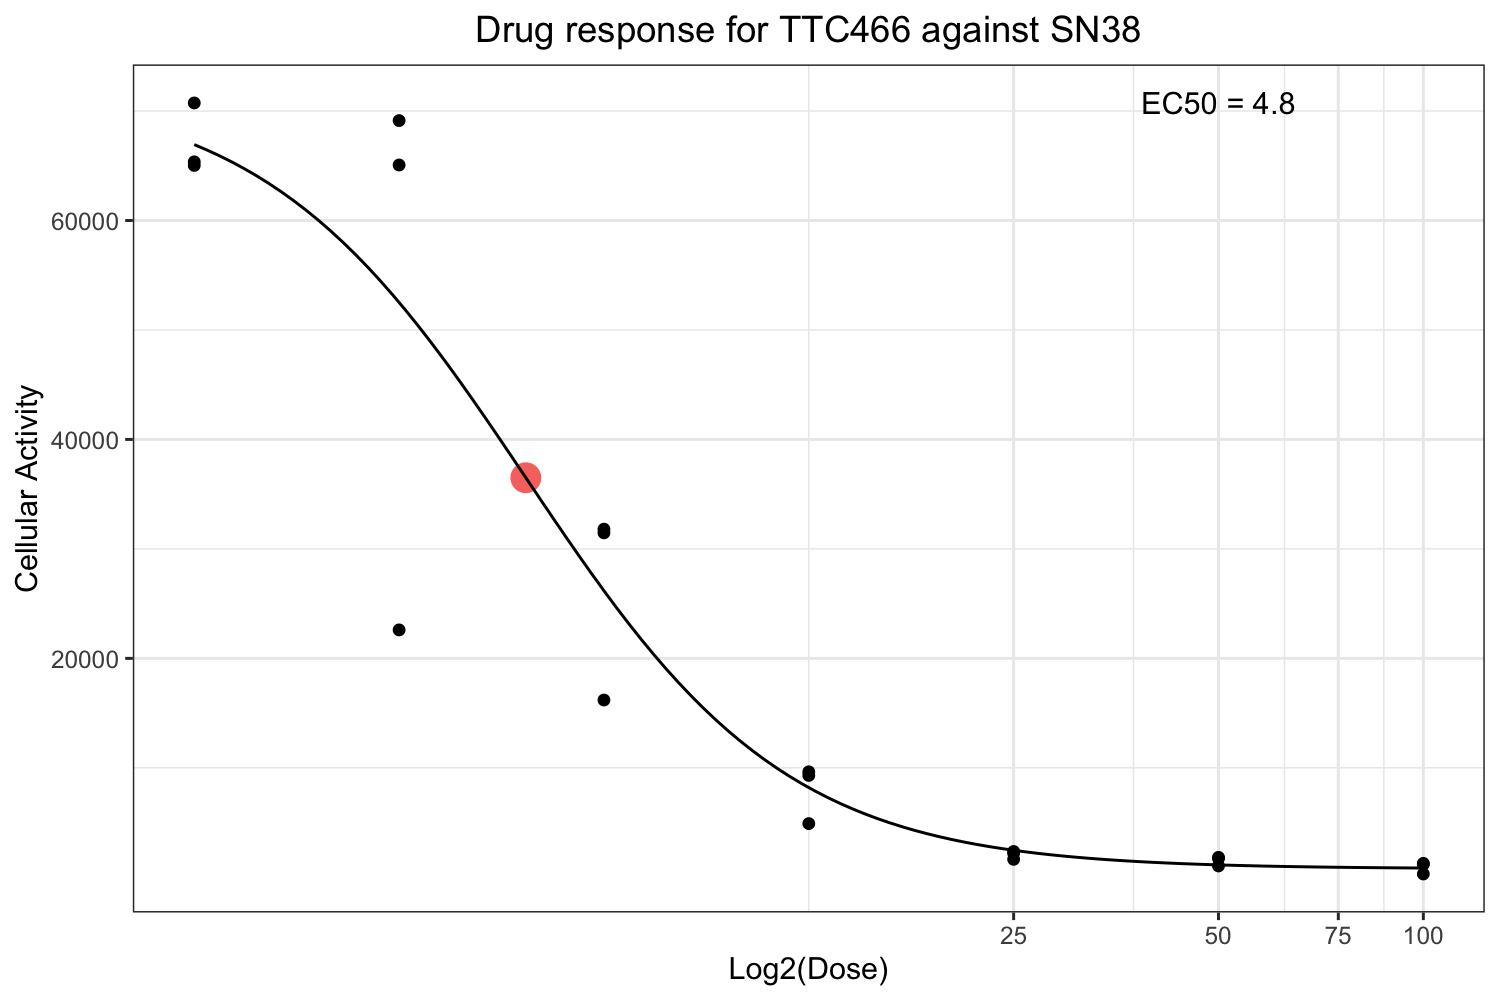 Drug response for TTC466 against SN38
EC50 = 4.8
Cellular Activity
60000
40000
20000
25 50 75 100
Log2(Dose)